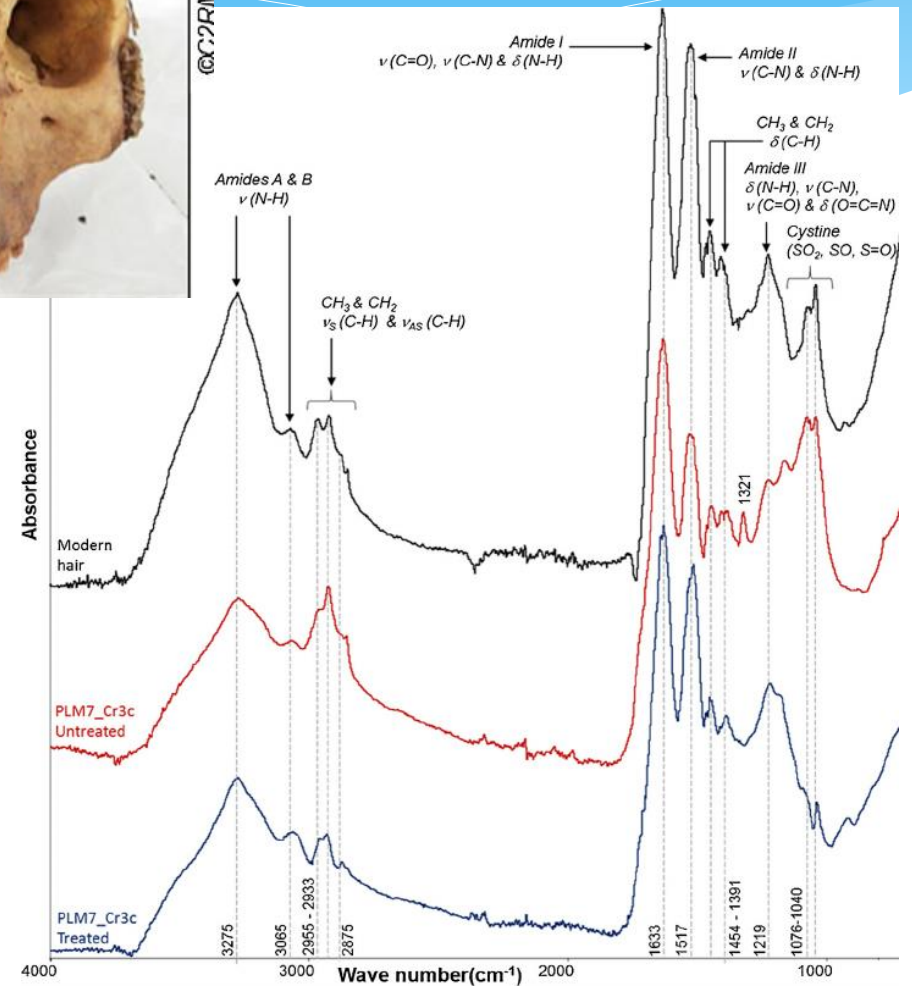 ©C2RM
Amide I
ν (C=O), ν (C-N) & δ (N-H)
Amide II
ν (C-N) & δ (N-H)
CH₃ & CH₂
δ (C-H)
Amides A & B
ν (N-H)
Amide III
δ (N-H), ν (C-N),
ν (C=O) & δ (O=C=N)
Cystine
(SO₂, SO, S=O)
CH₃ & CH₂
νS (C-H) & νAS (C-H)
1321
Absorbance
Modern
hair
PLM7_Cr3c
Untreated
PLM7_Cr3c
Treated
3275
3065
2955 - 2933
2875
1633
1517
1454 - 1391
1219
1076-1040
4000
3000
2000
1000
Wave number(cm⁻¹)